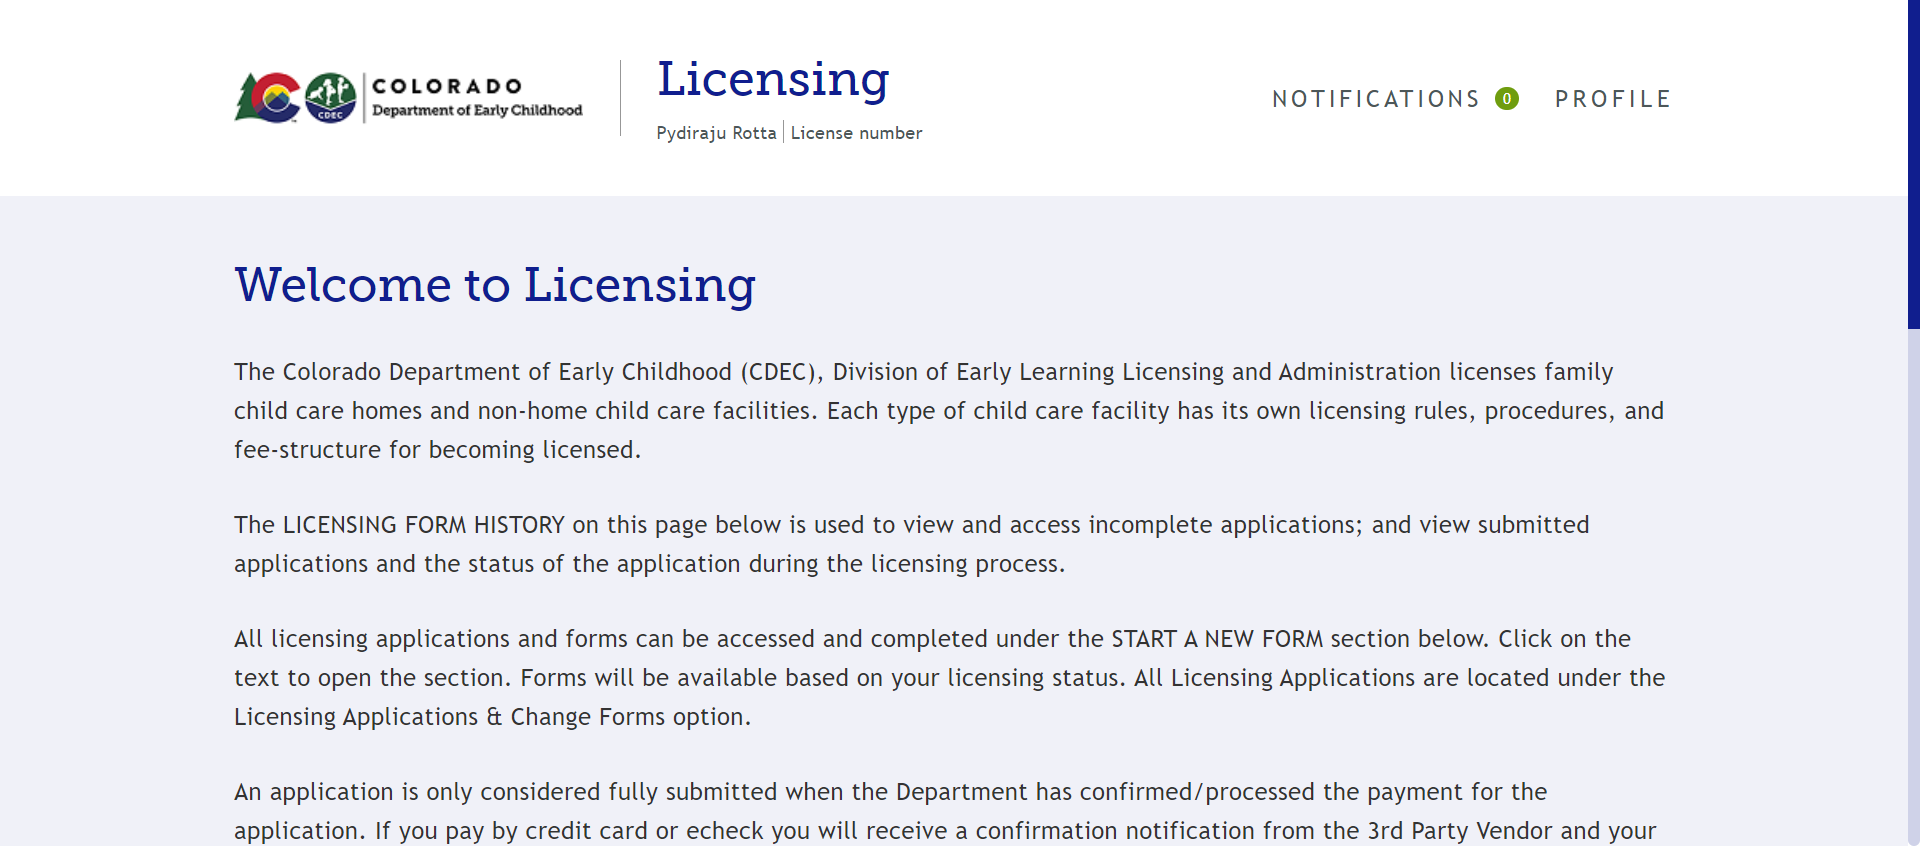 COLORADO
Department of Early Childhood
CDEC
Licensing
Pydiraju Rotta | License number
NOTIFICATIONS 0 PROFILE
Welcome to Licensing
The Colorado Department of Early Childhood (CDEC), Division of Early Learning Licensing and Administration licenses family
child care homes and non-home child care facilities. Each type of child care facility has its own licensing rules, procedures, and
fee-structure for becoming licensed.
The LICENSING FORM HISTORY on this page below is used to view and access incomplete applications; and view submitted
applications and the status of the application during the licensing process.
All licensing applications and forms can be accessed and completed under the START A NEW FORM section below. Click on the
text to open the section. Forms will be available based on your licensing status. All Licensing Applications are located under the
Licensing Applications & Change Forms option.
An application is only considered fully submitted when the Department has confirmed/processed the payment for the
application. If you pay by credit card or echeck you will receive a confirmation notification from the 3rd Party Vendor and your